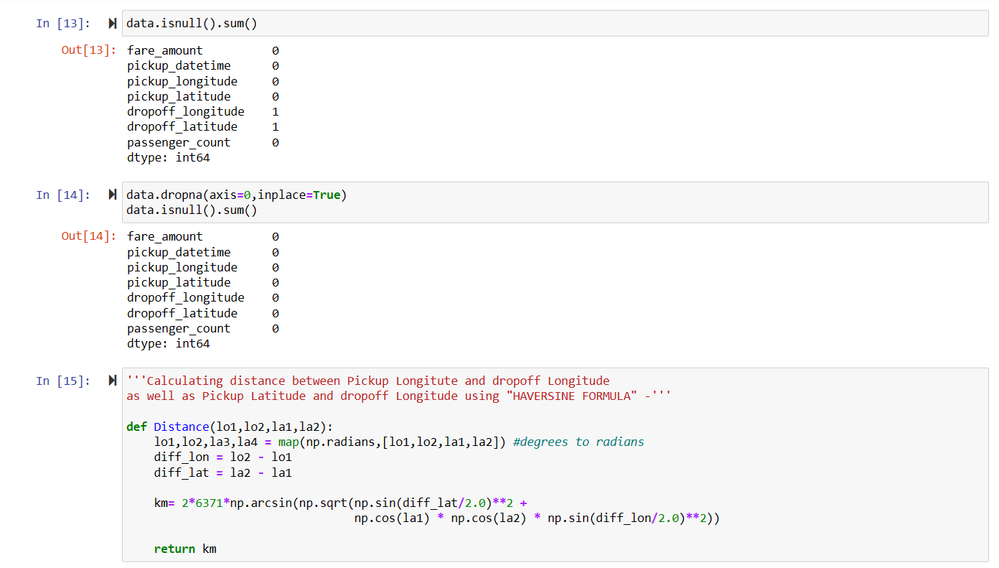 In [13]: data.isnull().sum()
Out[13]: fare_amount 0
pickup_datetime 0
pickup_longitude 0
pickup_latitude 0
dropoff_longitude 1
dropoff_latitude 1
passenger_count 0
dtype: int64
In [14]: data.dropna(axis=0,inplace=True)
data.isnull().sum()
Out[14]: fare_amount 0
pickup_datetime 0
pickup_longitude 0
pickup_latitude 0
dropoff_longitude 0
dropoff_latitude 0
passenger_count 0
dtype: int64
In [15]: '''Calculating distance between Pickup Longitute and dropoff Longitude
as well as Pickup Latitude and dropoff Longitude using "HAVERSINE FORMULA" -'''
def Distance(lo1,lo2,la1,la2):
lo1,lo2,la3,la4 = map(np.radians,[lo1,lo2,la1,la2]) #degrees to radians
diff_lon = lo2 - lo1
diff_lat = la2 - la1
km= 2*6371*np.arcsin(np.sqrt(np.sin(diff_lat/2.0)**2 +
np.cos(la1) * np.cos(la2) * np.sin(diff_lon/2.0)**2))
return km